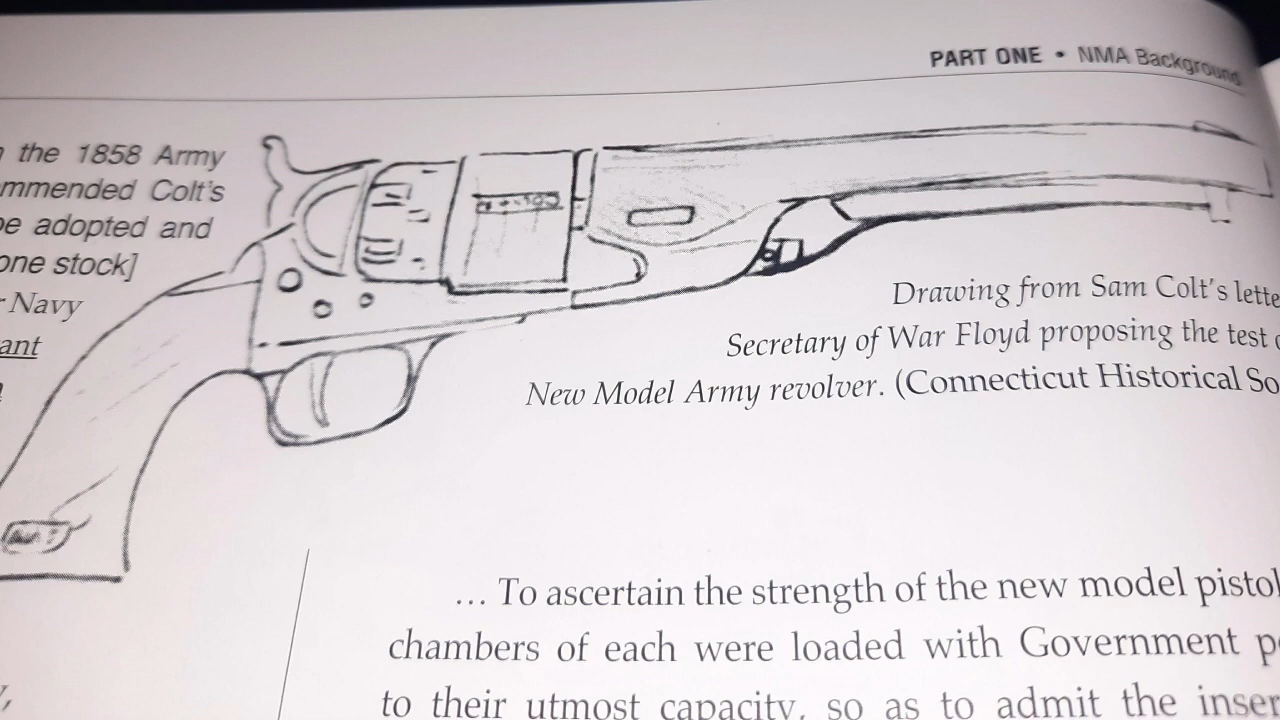 PART ONE • NMA Background
the 1858 Army
mmended Colt's
be adopted and
one stock]
Navy
ant
Drawing from Sam Colt's lette
Secretary of War Floyd proposing the test
New Model Army revolver. (Connecticut Historical So
… To ascertain the strength of the new model pistol
chambers of each were loaded with Government p
to their utmost capacity, so as to admit the inser